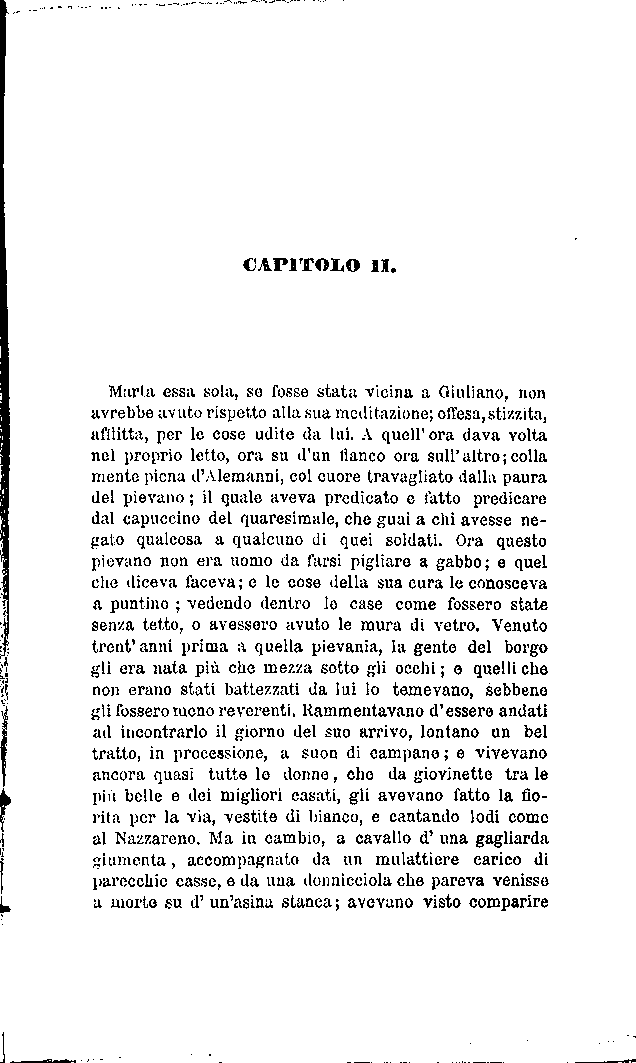 CAPITOLO II.
Marta essa sola, se fosse stata vicina a Giuliano, non
avrebbe avuto rispetto alla sua meditazione; offesa, stizzita,
afflitta, per le cose udite da lui. A quell'ora dava volta
nel proprio letto, ora su d'un fianco ora sull'altro; colla
mente piena d'Alemanni, col cuore travagliato dalla paura
del pievano; il quale aveva predicato e fatto predicare
dal capuccino del quaresimale, che guai a chi avesse ne-
gato qualcosa a qualcuno di quei soldati. Ora questo
pievano non era uomo da farsi pigliare a gabbo; e quel
che diceva faceva; e le cose della sua cura le conosceva
a puntino; vedendo dentro le case come fossero state
senza tetto, o avessero avuto le mura di vetro. Venuto
trent'anni prima a quella pievania, la gente del borgo
gli era nata più che mezza sotto gli occhi; e quelli che
non erano stati battezzati da lui lo temevano, sebbene
gli fossero meno reverenti. Rammentavano d'essere andati
ad incontrarlo il giorno del suo arrivo, lontano un bel
tratto, in processione, a suon di campane; e vivevano
ancora quasi tutte le donne, che da giovinette tra le
più belle e dei migliori casati, gli avevano fatto la fio-
rita per la via, vestite di bianco, e cantando lodi come
al Nazzareno. Ma in cambio, a cavallo d'una gagliarda
giumenta, accompagnato da un mulattiere carico di
parecchie casse, e da una donnicciola che pareva venisse
a morte su d'un'asina stanca; avevano visto comparire